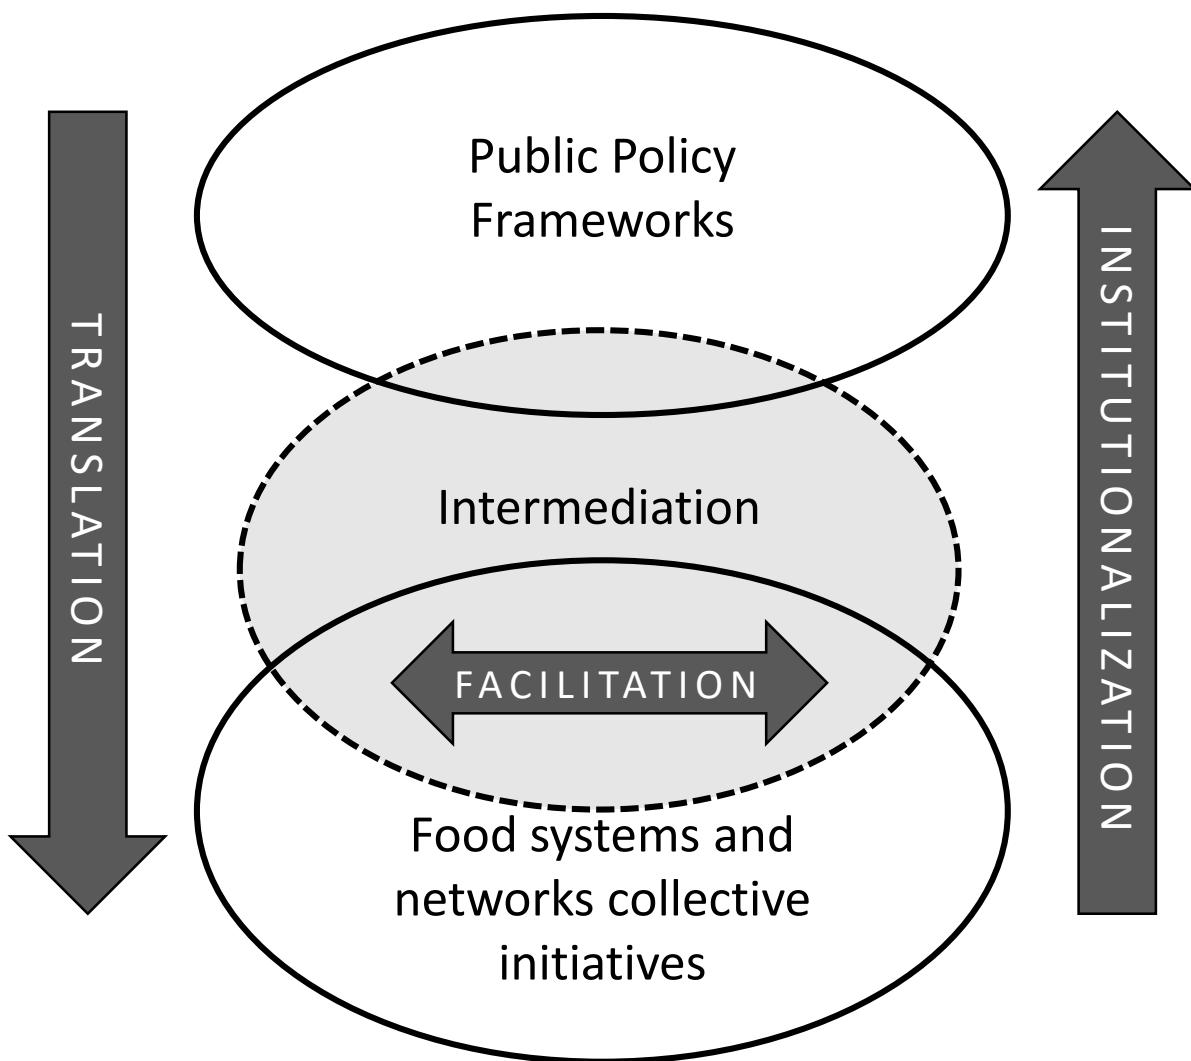 Public Policy
Frameworks
TRANSLATION
INSTITUTIONALIZATION
Intermediation
FACILITATION
Food systems and
networks collective
initiatives